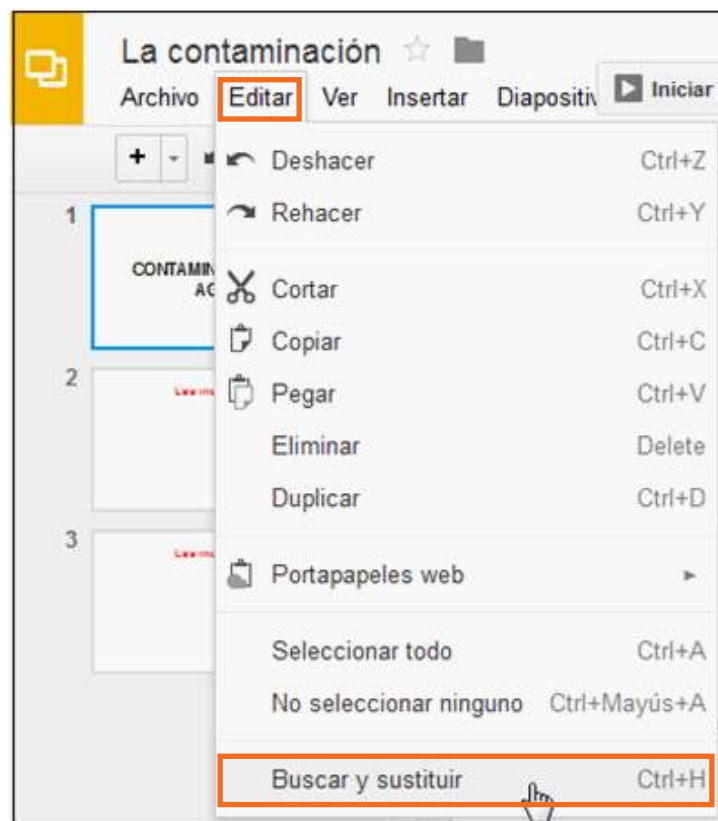 La contaminación
Archivo Editar Ver Insertar Iniciar
+
Deshacer Ctrl+Z
Rehacer Ctrl+Y
1
Cortar Ctrl+X
Copiar Ctrl+C
2
Pegar Ctrl+V
Eliminar Delete
Duplicar Ctrl+D
3
Portapapeles web
Seleccionar todo Ctrl+A
No seleccionar ninguno Ctrl+Mayús+A
Buscar y sustituir Ctrl+H